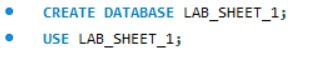 CREATE DATABASE LAB_SHEET_1;
USE LAB_SHEET_1;